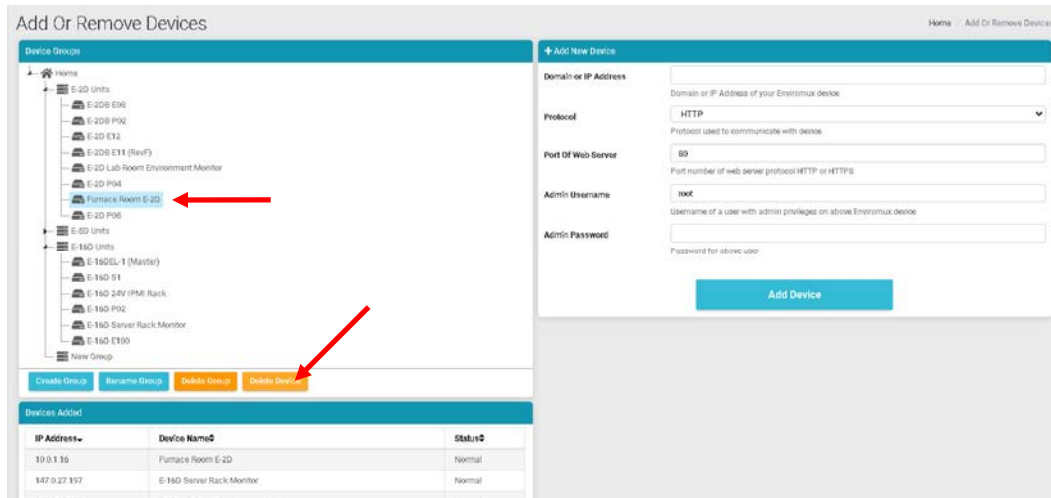 Add Or Remove Devices
Home / Add Or Remove Devices
Device Groups
Home
E-2D Units
E-2DB E06
E-2DB P02
E-2D E12
E-2DB E11 (RevF)
E-2D Lab Room Environment Monitor
E-2D P04
Furnace Room E-2D
E-2D P06
E-5D Units
E-16D Units
E-16DEL-1 (Master)
E-16D S1
E-16D 24V IPMI Rack
E-16D P02
E-16D Server Rack Monitor
E-16D E100
New Group
Create Group Rename Group Delete Group Delete Device
+ Add New Device
Domain or IP Address
Domain or IP Address of your Enviromux device
Protocol HTTP
Protocol used to communicate with device
Port Of Web Server 80
Port number of web server protocol HTTP or HTTPS
Admin Username root
Username of a user with admin privileges on above Enviromux device
Admin Password
Password for above user
Add Device
Devices Added
IP Address Device Name Status
10.0.1.16 Furnace Room E-2D Normal
147.0.27.197 E-16D Server Rack Monitor Normal